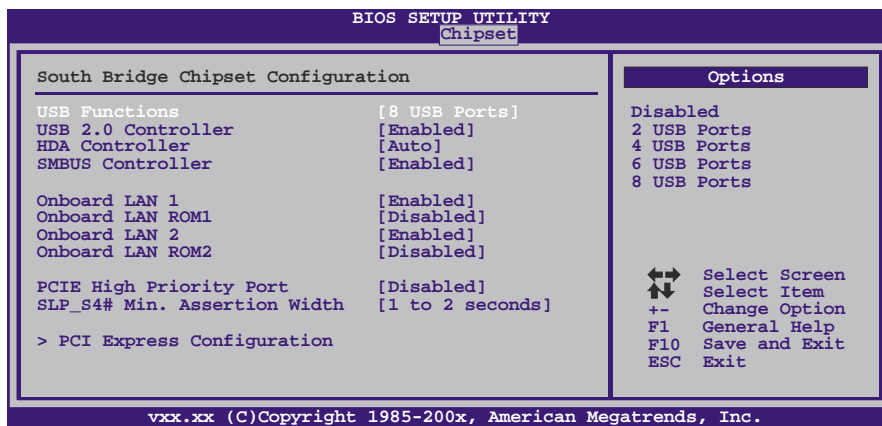 BIOS SETUP UTILITY
Chipset
South Bridge Chipset Configuration
USB Functions [8 USB Ports]
USB 2.0 Controller [Enabled]
HDA Controller [Auto]
SMBUS Controller [Enabled]
Onboard LAN 1 [Enabled]
Onboard LAN ROM1 [Disabled]
Onboard LAN 2 [Enabled]
Onboard LAN ROM2 [Disabled]
PCIE High Priority Port [Disabled]
SLP_S4# Min. Assertion Width [1 to 2 seconds]
> PCI Express Configuration
Options
Disabled
2 USB Ports
4 USB Ports
6 USB Ports
8 USB Ports
Select Screen
Select Item
+- Change Option
F1 General Help
F10 Save and Exit
ESC Exit
vxx.xx (C)Copyright 1985-200x, American Megatrends, Inc.